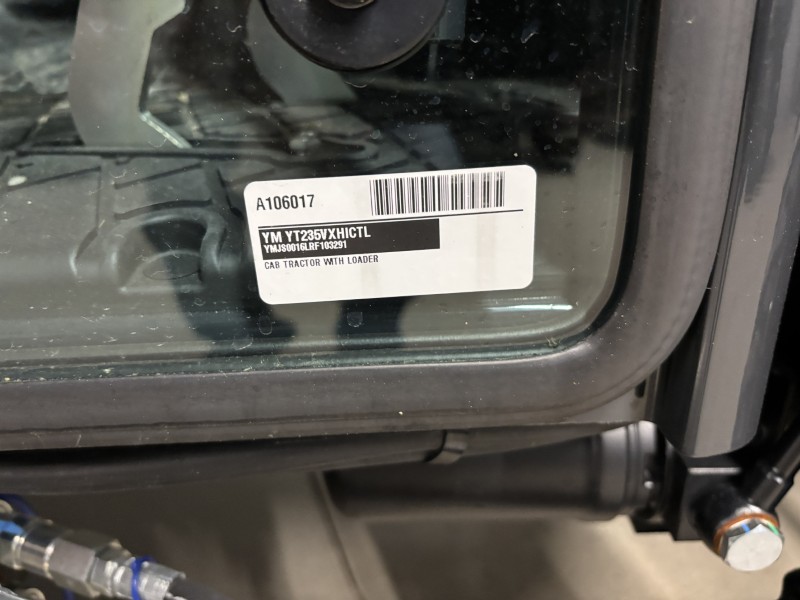 A106017
YM YT235VXHICTL
YMJS0016LRF103291
CAB TRACTOR WITH LOADER